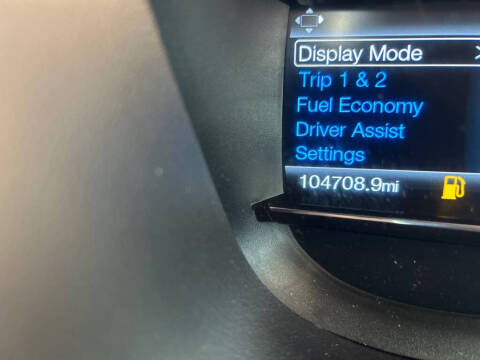 Display Mode
Trip 1 & 2
Fuel Economy
Driver Assist
Settings
104708.9mi